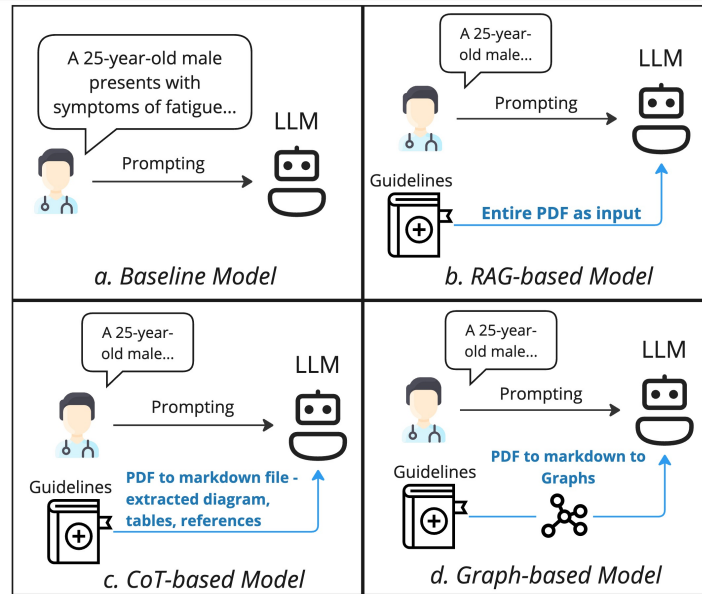 A 25-year-old male
presents with
symptoms of fatigue...
LLM
Prompting
a. Baseline Model
A 25-year-
old male...
LLM
Prompting
Guidelines
Entire PDF as input
b. RAG-based Model
A 25-year-
old male...
LLM
Prompting
Guidelines
PDF to markdown file -
extracted diagram,
tables, references
c. CoT-based Model
A 25-year-
old male...
LLM
Prompting
Guidelines
PDF to markdown to
Graphs
d. Graph-based Model